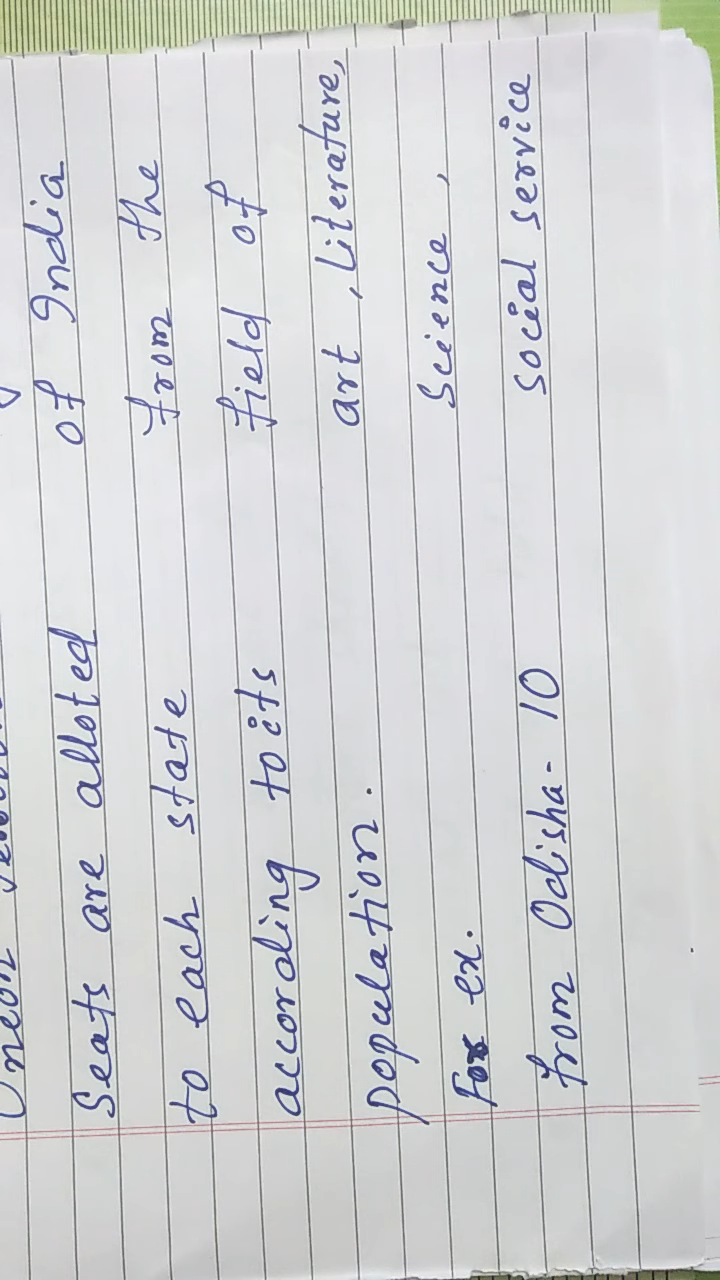 Seats are alloted of India
to each state from the
according to its field of
population. art, Literature,
For ex. Science,
from Odisha- 10 social service